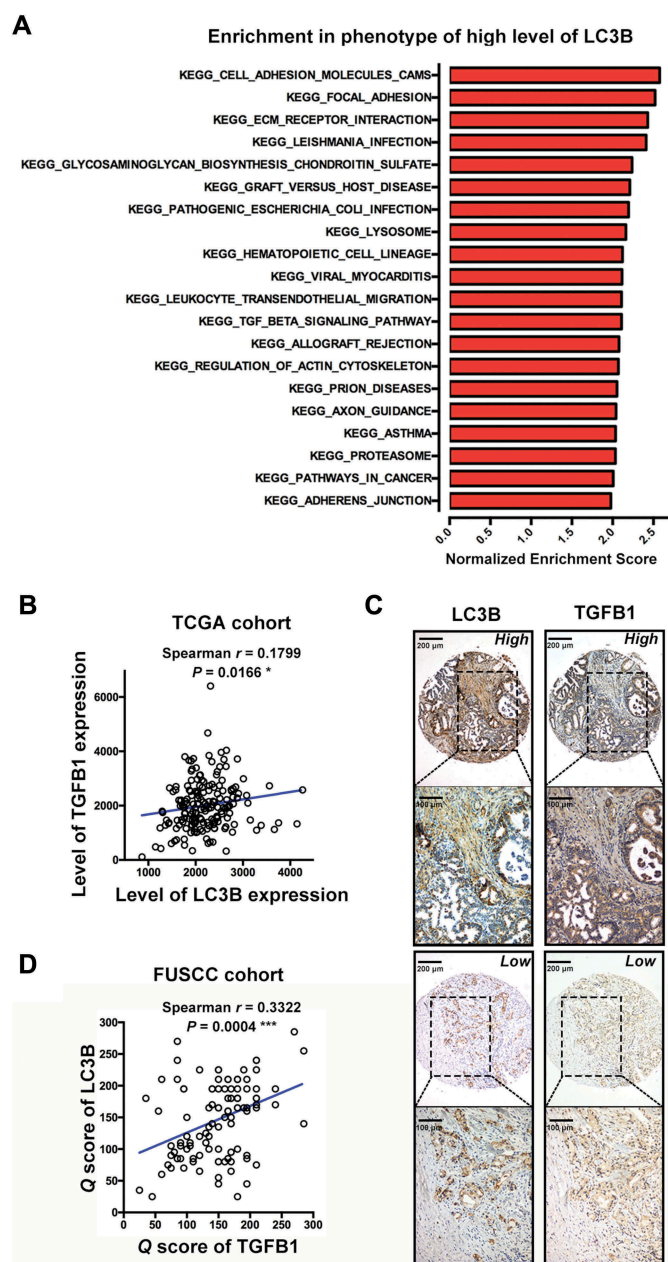 A
Enrichment in phenotype of high level of LC3B
KEGG_CELL_ADHESION_MOLECULES_CAMS
KEGG_FOCAL_ADHESION
KEGG_ECM_RECEPTOR_INTERACTION
KEGG_LEISHMANIA_INFECTION
KEGG_GLYCOSAMINOGLYCAN_BIOSYNTHESIS_CHONDROITIN_SULFATE
KEGG_GRAFT_VERSUS_HOST_DISEASE
KEGG_PATHOGENIC_ESCHERICHIA_COLI_INFECTION
KEGG_LYSOSOME
KEGG_HEMATOPOIETIC_CELL_LINEAGE
KEGG_VIRAL_MYOCARDITIS
KEGG_LEUKOCYTE_TRANSENDOTHELIAL_MIGRATION
KEGG_TGF_BETA_SIGNALING_PATHWAY
KEGG_ALLOGRAFT_REJECTION
KEGG_REGULATION_OF_ACTIN_CYTOSKELETON
KEGG_PRION_DISEASES
KEGG_AXON_GUIDANCE
KEGG_ASTHMA
KEGG_PROTEASOME
KEGG_PATHWAYS_IN_CANCER
KEGG_ADHERENS_JUNCTION
0.0 0.5 1.0 1.5 2.0 2.5
Normalized Enrichment Score
B
TCGA cohort
Spearman r = 0.1799
P = 0.0166 *
Level of TGFB1 expression
6000
4000
2000
0
1000 2000 3000 4000
Level of LC3B expression
C
LC3B TGFB1
High High
200 μm 200 μm
100 μm 100 μm
Low Low
200 μm 200 μm
100 μm 100 μm
D
FUSCC cohort
Spearman r = 0.3322
P = 0.0004 ***
Q score of LC3B
300
250
200
150
100
50
0
0 50 100 150 200 250 300
Q score of TGFB1